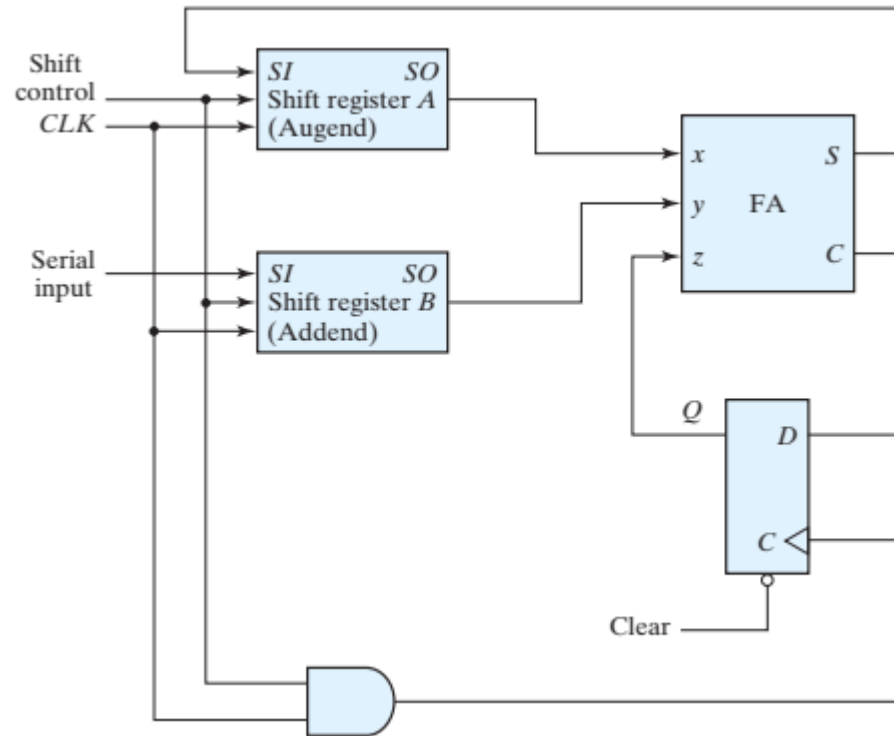 Shift
control
CLK
SI SO
Shift register A
(Augend)
Serial
input
SI SO
Shift register B
(Addend)
x S
y FA
z C
Q
D
C
Clear